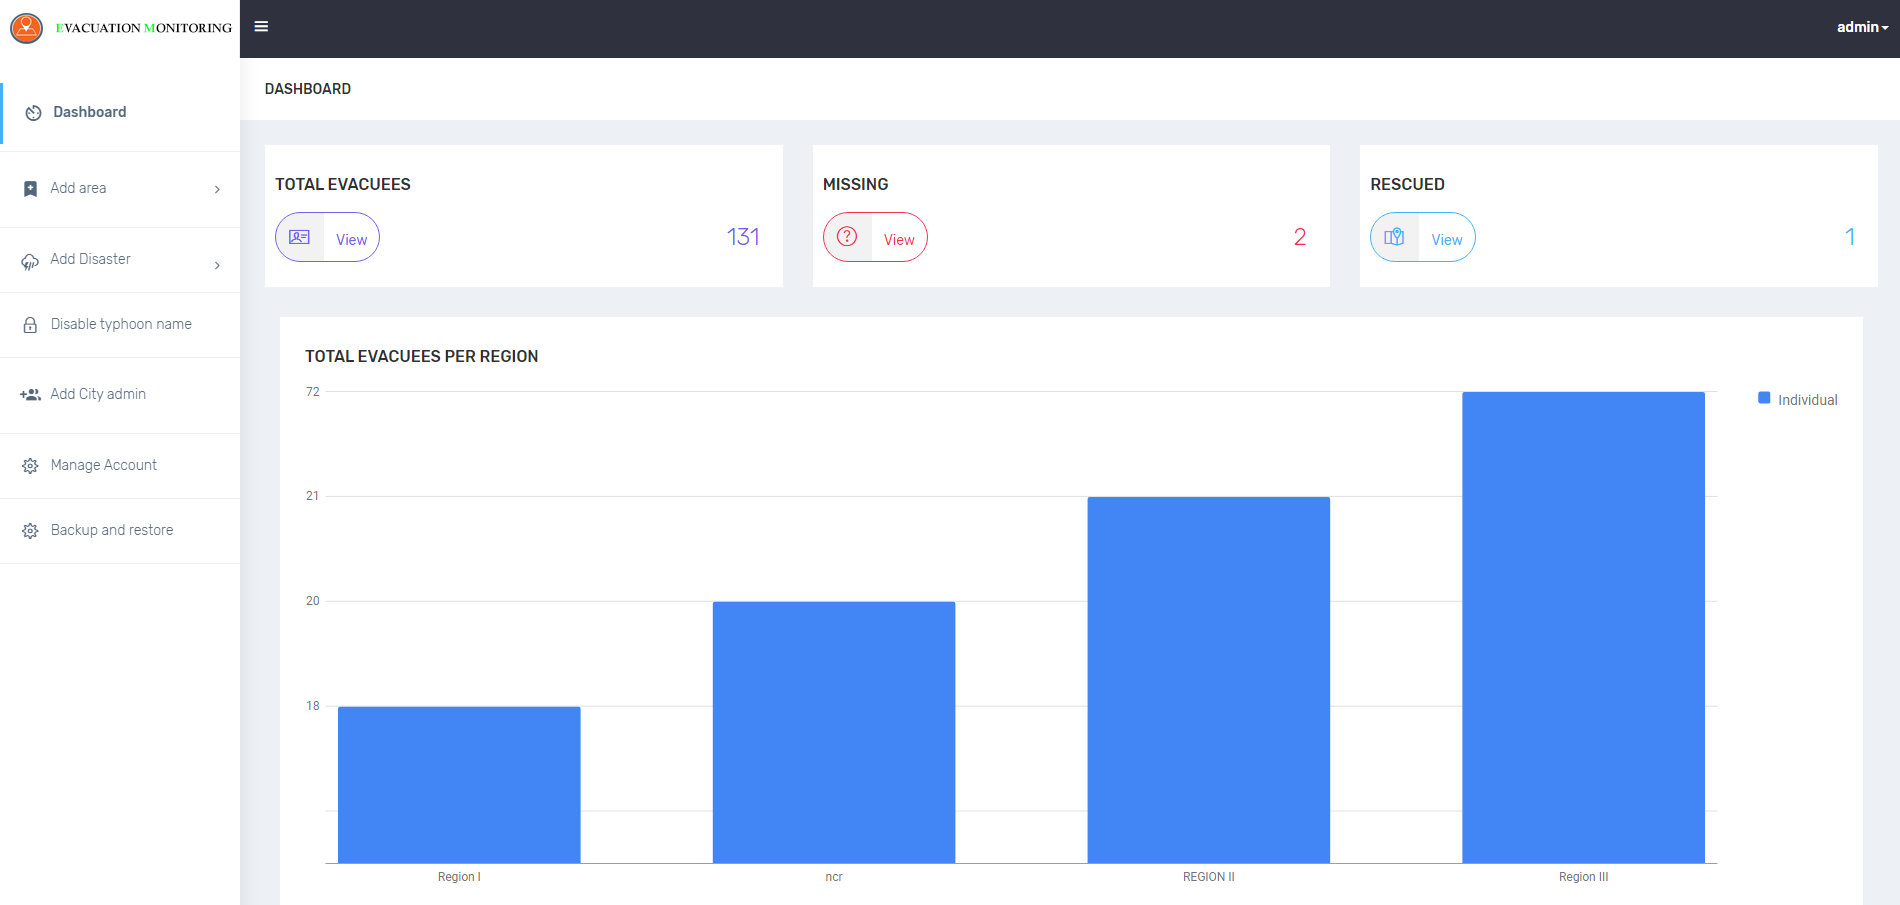 EVACUATION MONITORING
admin
Dashboard
Add area
Add Disaster
Disable typhoon name
Add City admin
Manage Account
Backup and restore
DASHBOARD
TOTAL EVACUEES
View
131
MISSING
View
2
RESCUED
View
1
TOTAL EVACUEES PER REGION
72
21
20
18
Individual
Region I
ncr
REGION II
Region III